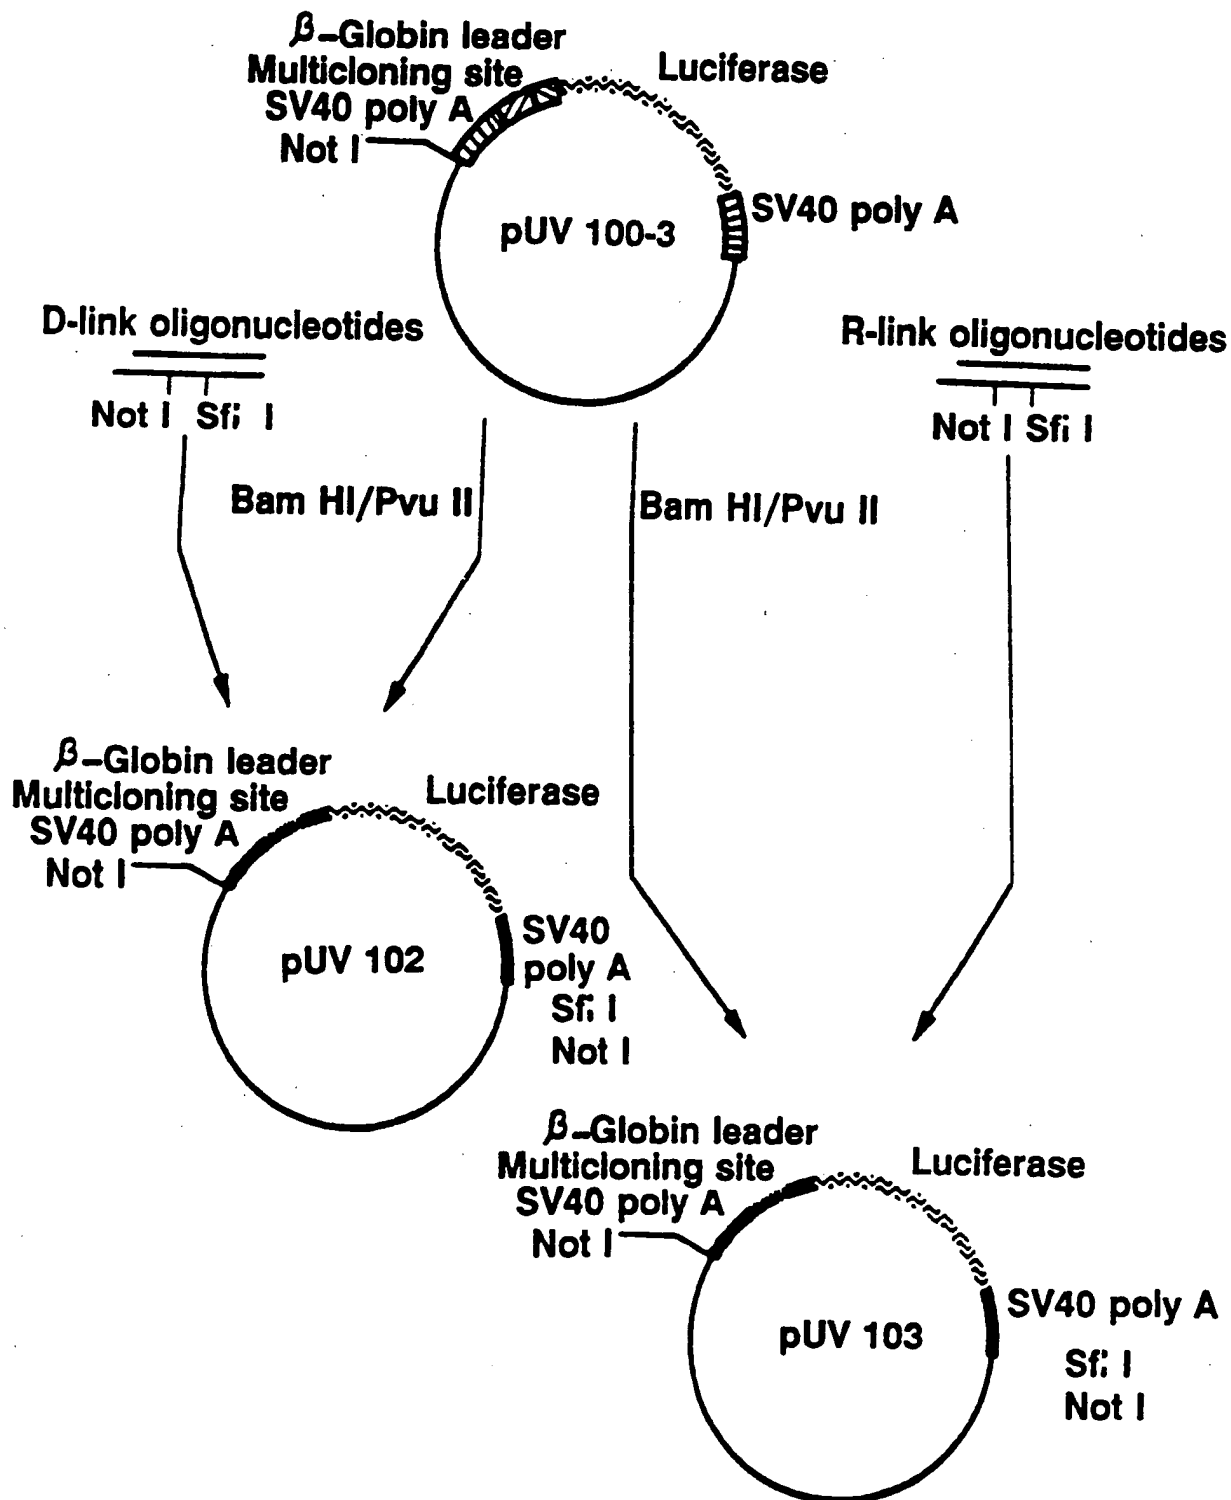 β-Globin leader
Multicloning site
SV40 poly A
Not I
Luciferase
SV40 poly A
pUV 100-3
D-link oligonucleotides
Not I Sfi I
R-link oligonucleotides
Not I Sfi I
Bam HI/Pvu II
Bam HI/Pvu II
β-Globin leader
Multicloning site
SV40 poly A
Not I
Luciferase
pUV 102
SV40
poly A
Sfi I
Not I
β-Globin leader
Multicloning site
SV40 poly A
Not I
Luciferase
pUV 103
SV40 poly A
Sfi I
Not I